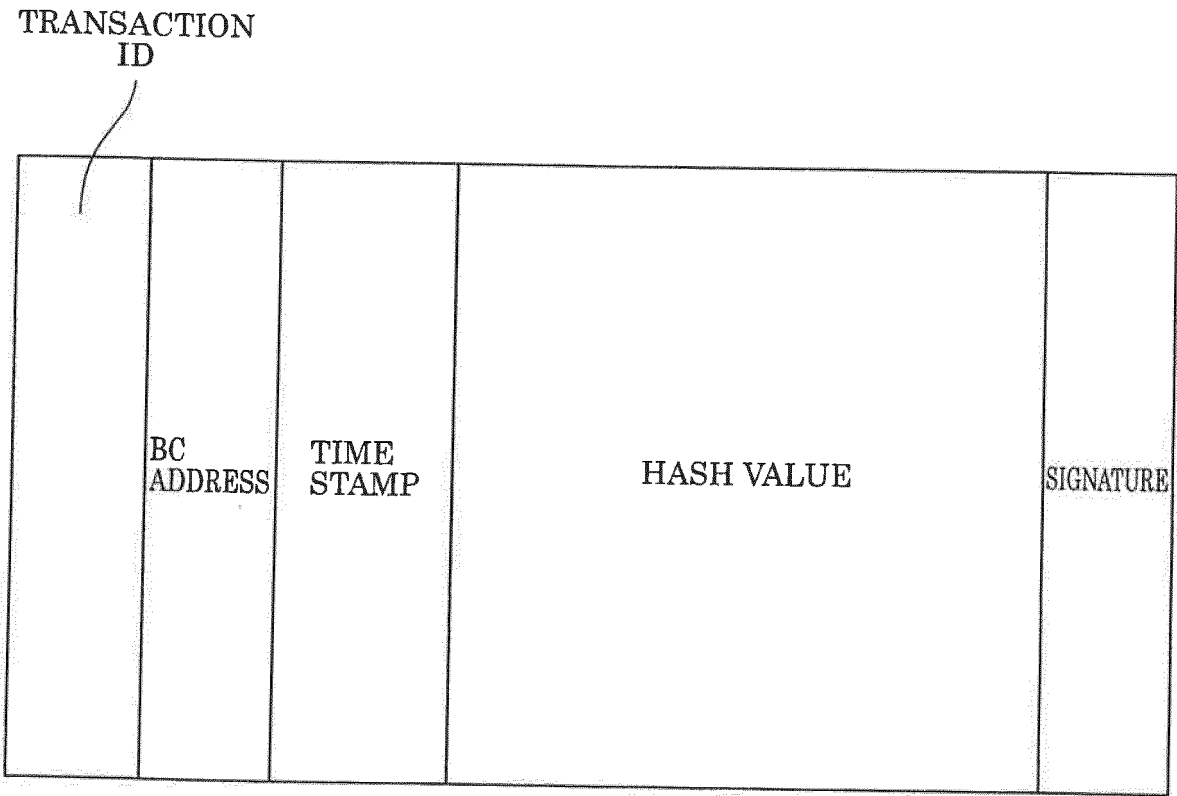 TRANSACTION
ID
BC
ADDRESS
TIME
STAMP
HASH VALUE
SIGNATURE